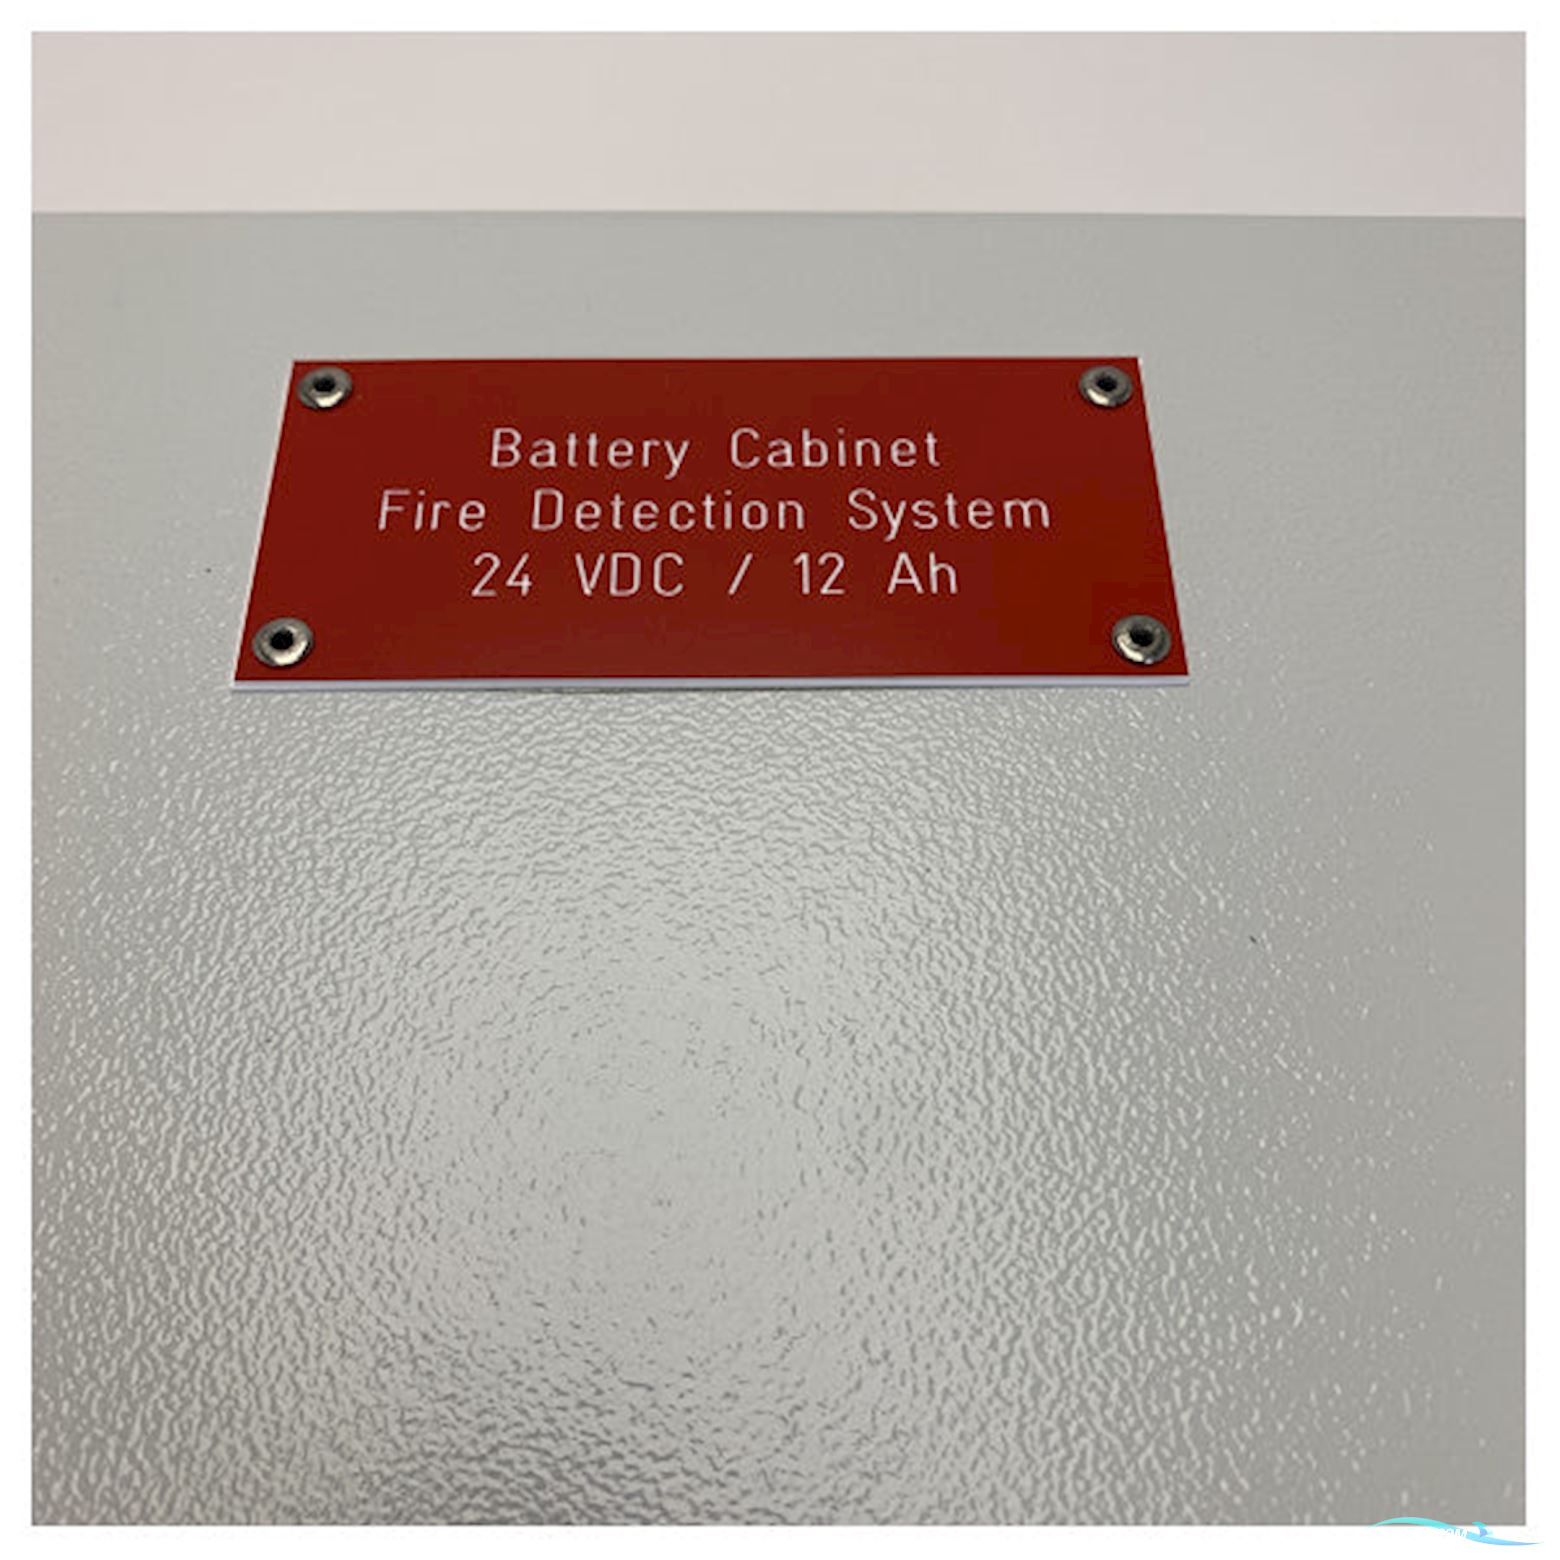 Battery Cabinet
Fire Detection System
24 VDC / 12 Ah